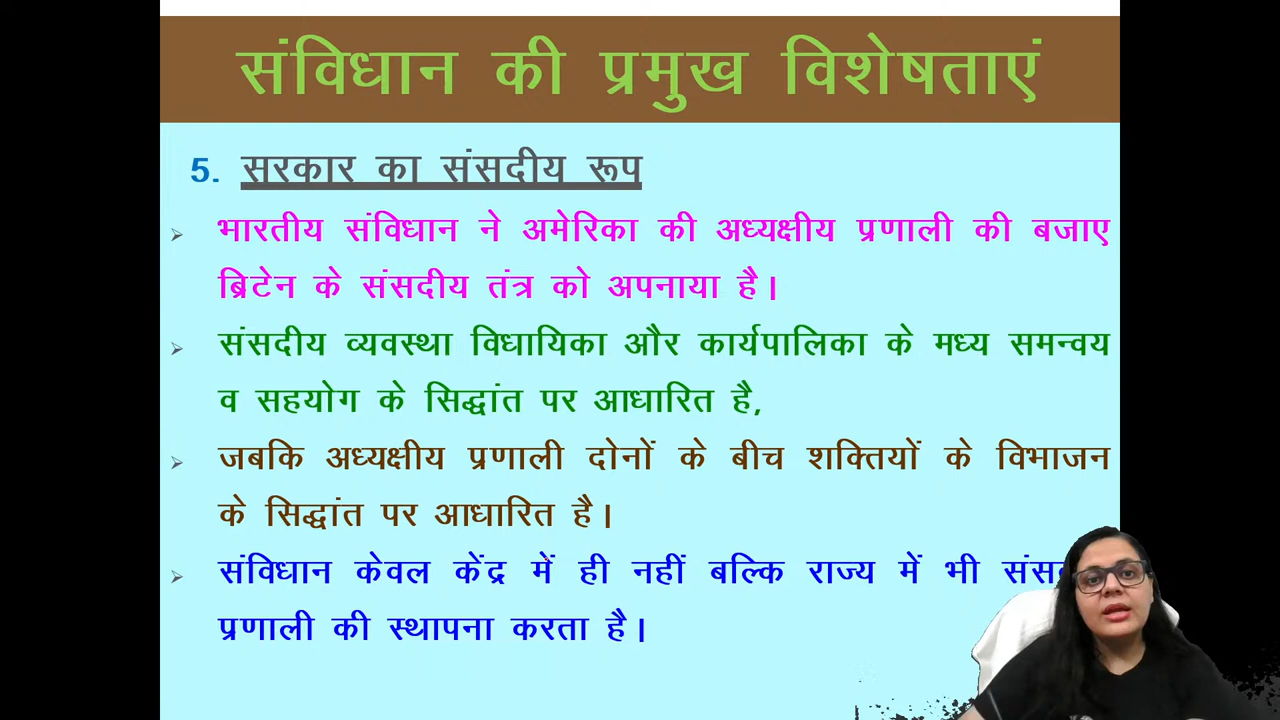 संविधान की प्रमुख विशेषताएं
5. सरकार का संसदीय रूप
➢ भारतीय संविधान ने अमेरिका की अध्यक्षीय प्रणाली की बजाए
ब्रिटेन के संसदीय तंत्र को अपनाया है।
➢ संसदीय व्यवस्था विधायिका और कार्यपालिका के मध्य समन्वय
व सहयोग के सिद्धांत पर आधारित है,
➢ जबकि अध्यक्षीय प्रणाली दोनों के बीच शक्तियों के विभाजन
के सिद्धांत पर आधारित है।
➢ संविधान केवल केंद्र में ही नहीं बल्कि राज्य में भी
प्रणाली की स्थापना करता है।